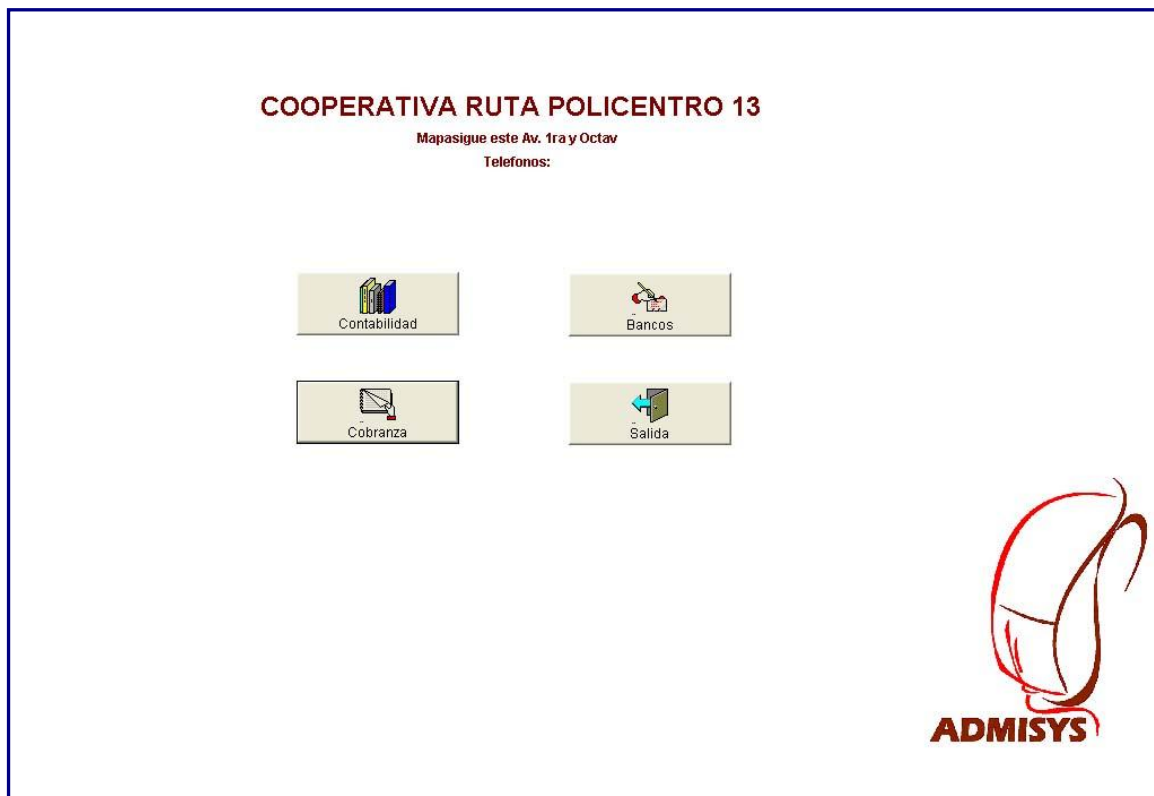 COOPERATIVA RUTA POLICENTRO 13
Mapasigue este Av. 1ra y Octav
Telefonos:
Contabilidad
Bancos
Cobranza
Salida
ADMISYS